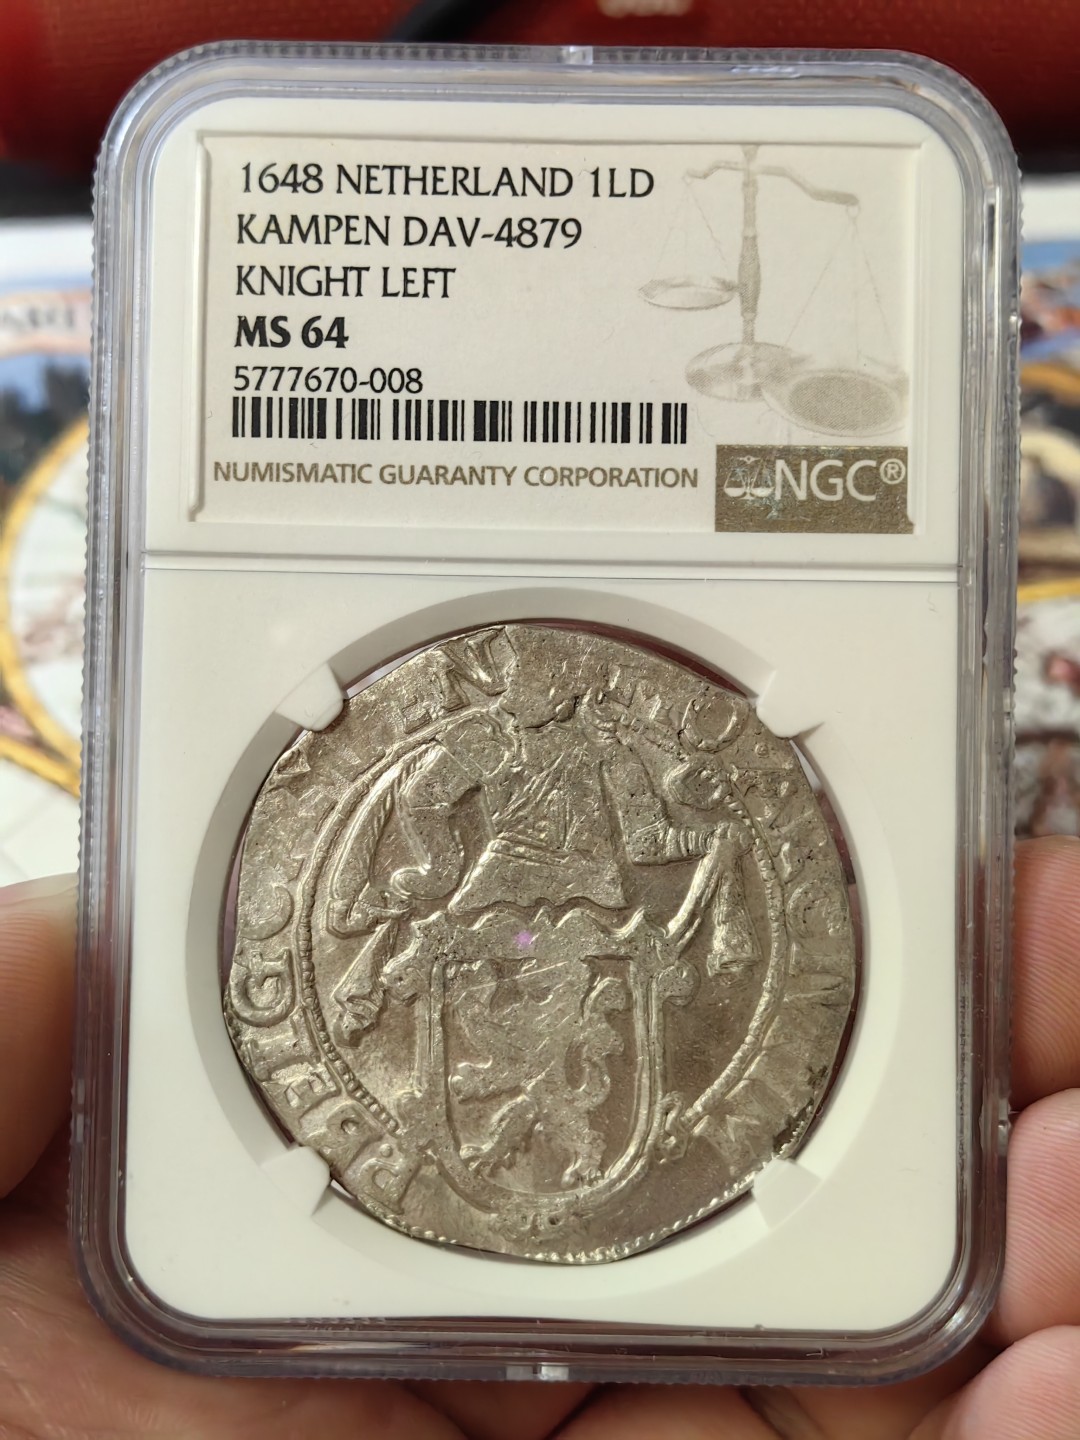 1648 NETHERLAND 1LD
KAMPEN DAV-4879
KNIGHT LEFT
MS 64
5777670-008
NUMISMATIC GUARANTY CORPORATION
NGC®